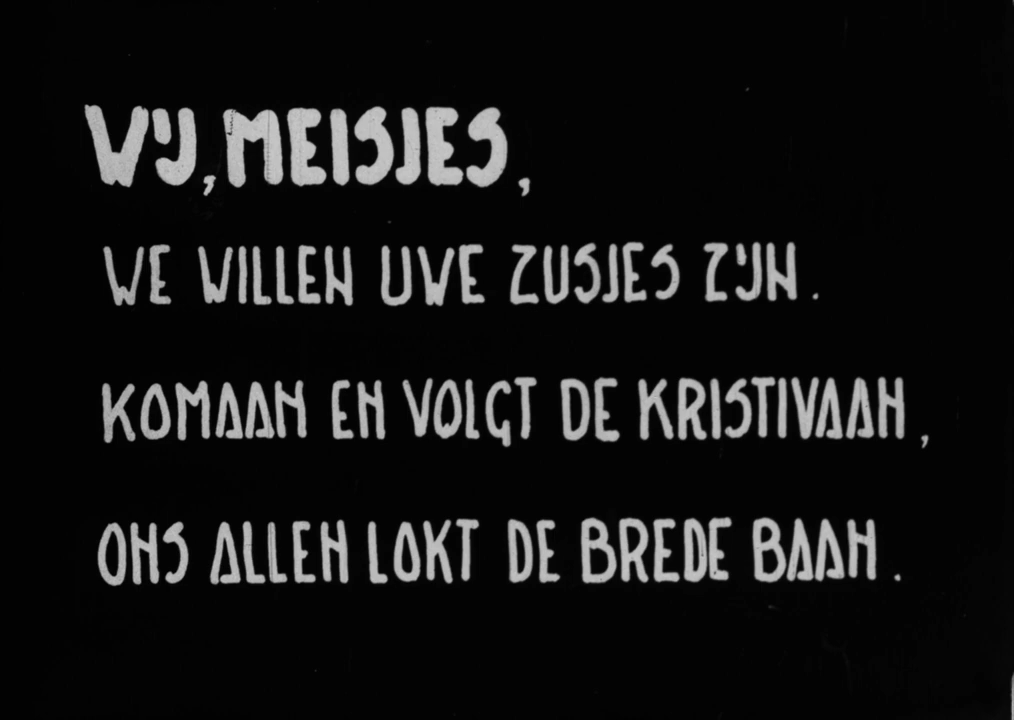 WIJ, MEISJES,
WE WILLEN UWE ZUSJES ZIJN.
KOMAAN EN VOLGT DE KRISTIVAAN,
ONS ALLEN LOKT DE BREDE BAAN.